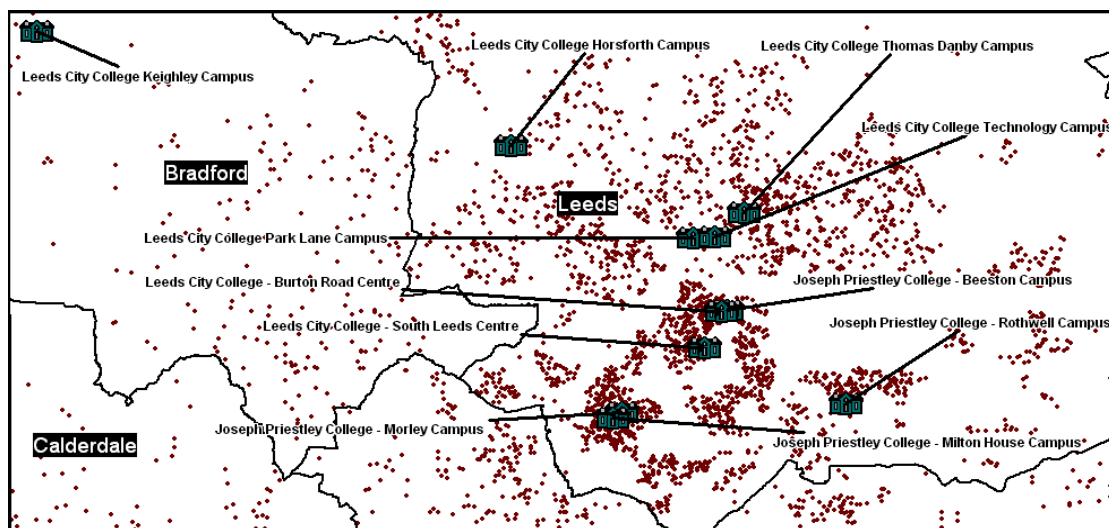 Leeds City College Horsforth Campus
Leeds City College Thomas Danby Campus
Leeds City College Keighley Campus
Leeds City College Technology Campus
Bradford
Leeds
Leeds City College Park Lane Campus
Leeds City College - Burton Road Centre
Joseph Priestley College - Beeston Campus
Leeds City College - South Leeds Centre
Joseph Priestley College - Rothwell Campus
Joseph Priestley College - Morley Campus
Calderdale
Joseph Priestley College - Milton House Campus